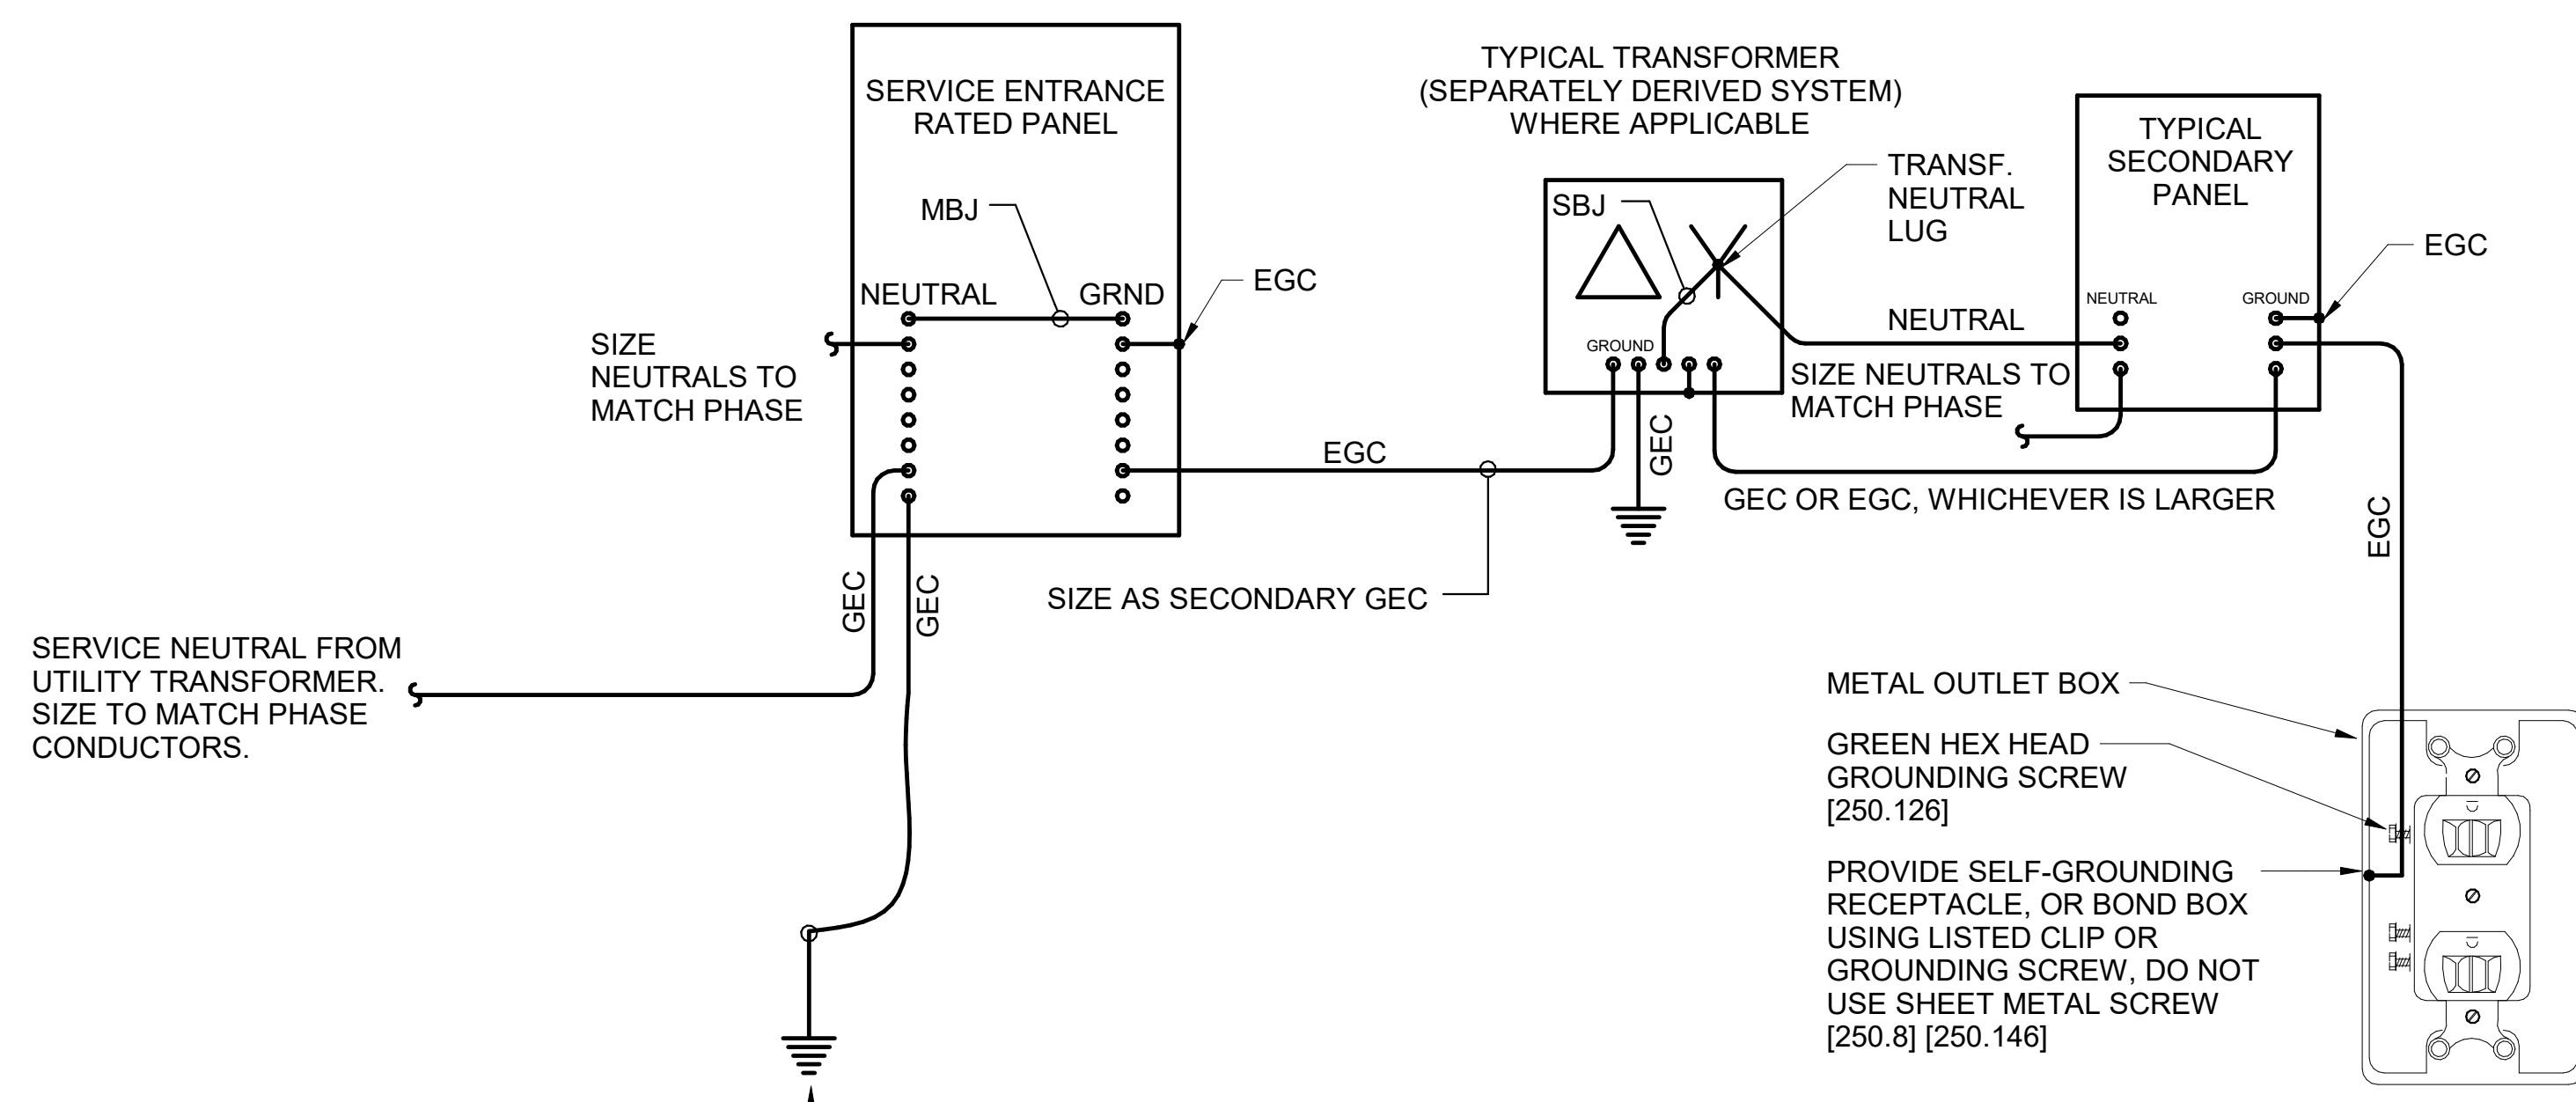 SERVICE ENTRANCE
RATED PANEL
MBJ
NEUTRAL
GRND
EGC
SIZE
NEUTRALS TO
MATCH PHASE
GEC
GEC
SERVICE NEUTRAL FROM
UTILITY TRANSFORMER.
SIZE TO MATCH PHASE
CONDUCTORS.
EGC
SIZE AS SECONDARY GEC
TYPICAL TRANSFORMER
(SEPARATELY DERIVED SYSTEM)
WHERE APPLICABLE
SBJ
TRANSF.
NEUTRAL
LUG
GROUND
GEC
NEUTRAL
SIZE NEUTRALS TO
MATCH PHASE
GEC OR EGC, WHICHEVER IS LARGER
TYPICAL
SECONDARY
PANEL
NEUTRAL
GROUND
EGC
EGC
METAL OUTLET BOX
GREEN HEX HEAD
GROUNDING SCREW
[250.126]
PROVIDE SELF-GROUNDING
RECEPTACLE, OR BOND BOX
USING LISTED CLIP OR
GROUNDING SCREW, DO NOT
USE SHEET METAL SCREW
[250.8] [250.146]